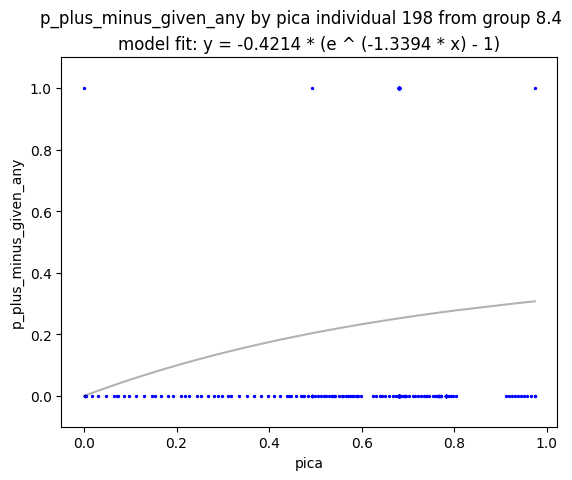 p_plus_minus_given_any by pica individual 198 from group 8.4
model fit: y = -0.4214 * (e ^ (-1.3394 * x) - 1)
1.0
0.8
0.6
0.4
0.2
0.0
p_plus_minus_given_any
0.0 0.2 0.4 0.6 0.8 1.0
pica